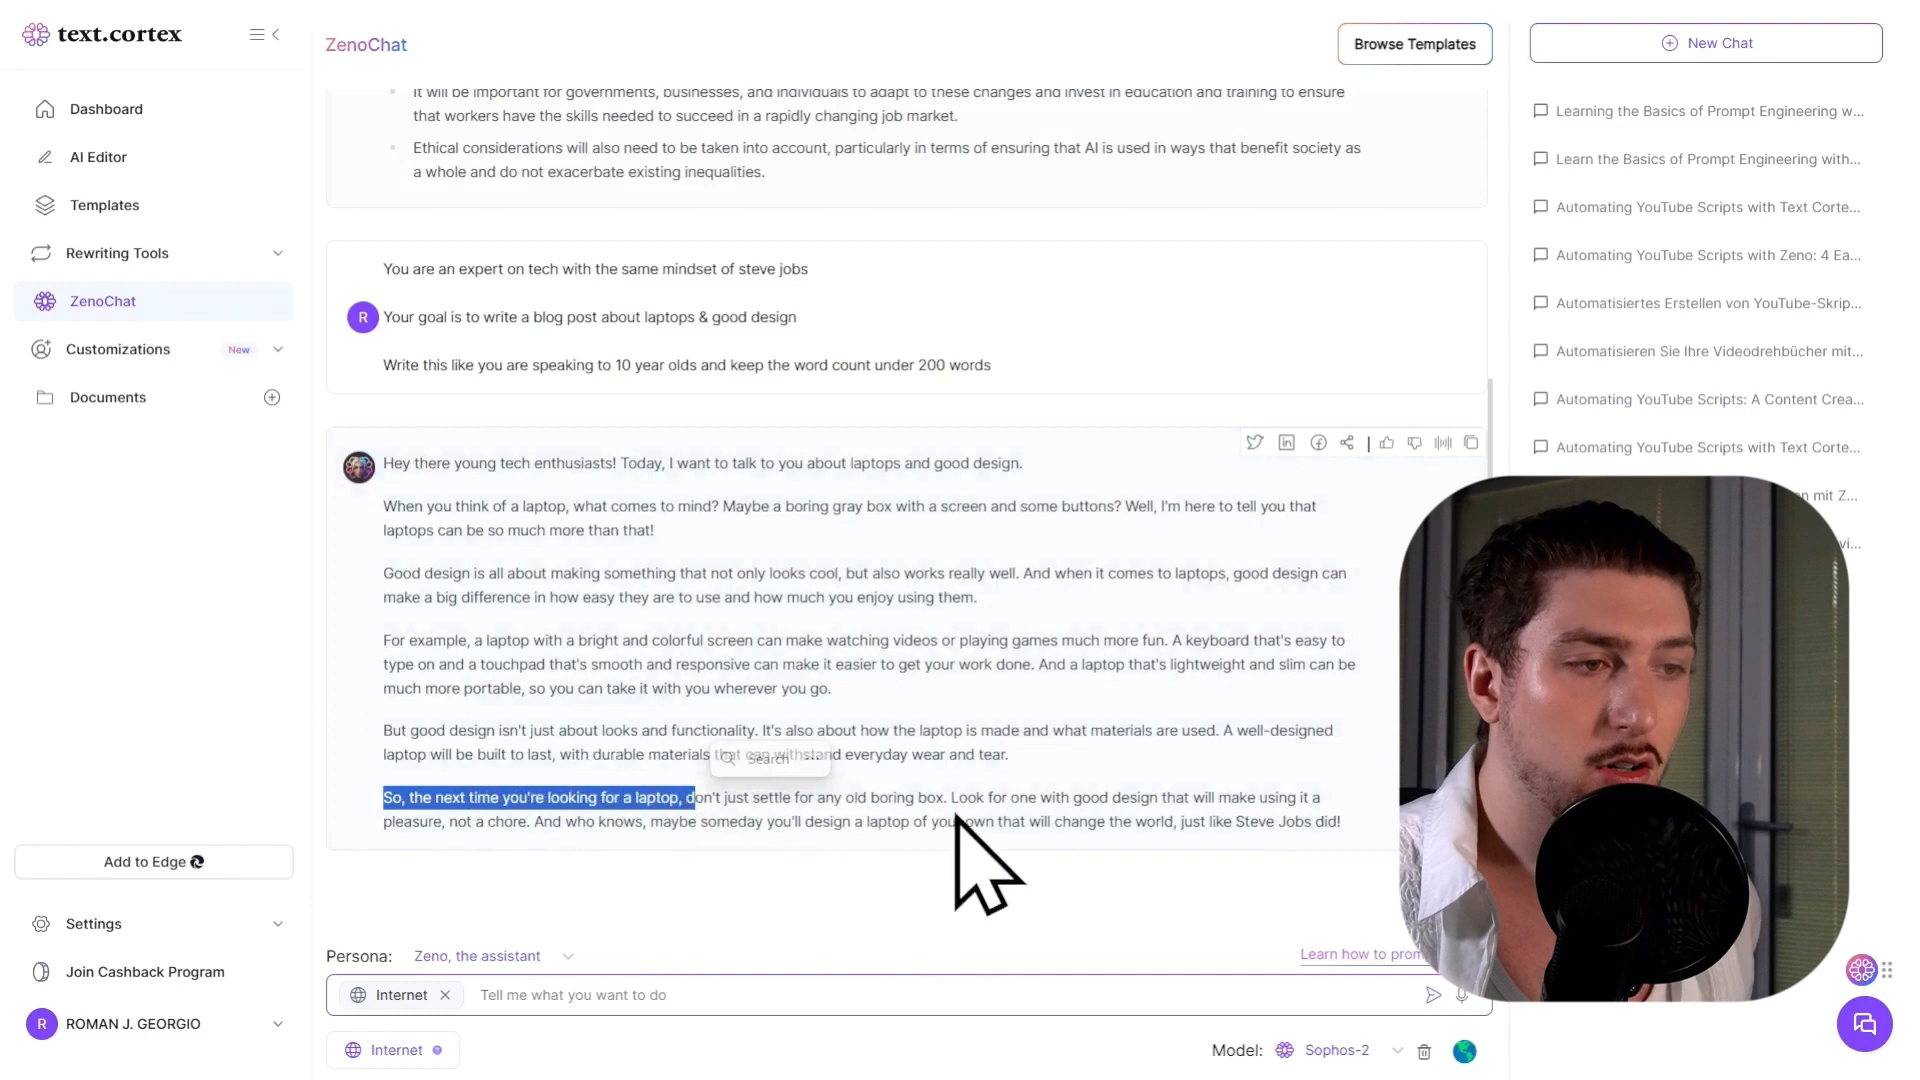 text.cortex
Dashboard
AI Editor
Templates
Rewriting Tools
ZenoChat
Customizations New
Documents
Add to Edge
Settings
Join Cashback Program
R ROMAN J. GEORGIO
ZenoChat
Browse Templates
It will be important for governments, businesses, and individuals to adapt to these changes and invest in education and training to ensure
that workers have the skills needed to succeed in a rapidly changing job market.
Ethical considerations will also need to be taken into account, particularly in terms of ensuring that AI is used in ways that benefit society as
a whole and do not exacerbate existing inequalities.
You are an expert on tech with the same mindset of steve jobs
R Your goal is to write a blog post about laptops & good design
Write this like you are speaking to 10 year olds and keep the word count under 200 words
Hey there young tech enthusiasts! Today, I want to talk to you about laptops and good design.
When you think of a laptop, what comes to mind? Maybe a boring gray box with a screen and some buttons? Well, I'm here to tell you that
laptops can be so much more than that!
Good design is all about making something that not only looks cool, but also works really well. And when it comes to laptops, good design can
make a big difference in how easy they are to use and how much you enjoy using them.
For example, a laptop with a bright and colorful screen can make watching videos or playing games much more fun. A keyboard that's easy to
type on and a touchpad that's smooth and responsive can make it easier to get your work done. And a laptop that's lightweight and slim can be
much more portable, so you can take it with you wherever you go.
But good design isn't just about looks and functionality. It's also about how the laptop is made and what materials are used. A well-designed
laptop will be built to last, with durable materials that can withstand everyday wear and tear.
Search
So, the next time you're looking for a laptop, don't just settle for any old boring box. Look for one with good design that will make using it a
pleasure, not a chore. And who knows, maybe someday you'll design a laptop of your own that will change the world, just like Steve Jobs did!
Persona: Zeno, the assistant
Learn how to prom
Internet Tell me what you want to do
Internet
Model: Sophos-2
New Chat
Learning the Basics of Prompt Engineering w...
Learn the Basics of Prompt Engineering with...
Automating YouTube Scripts with Text Corte...
Automating YouTube Scripts with Zeno: 4 Ea...
Automatisiertes Erstellen von YouTube-Skrip...
Automatisieren Sie Ihre Videodrehbücher mit...
Automating YouTube Scripts: A Content Crea...
Automating YouTube Scripts with Text Corte...
n mit Z...
vi...